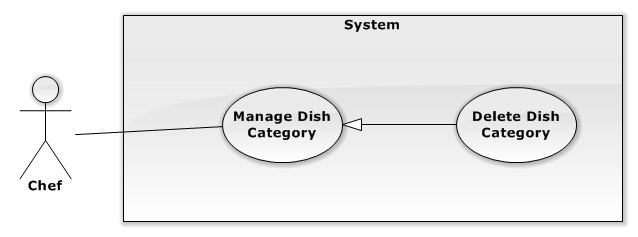 System
Manage Dish
Category
Delete Dish
Category
Chef